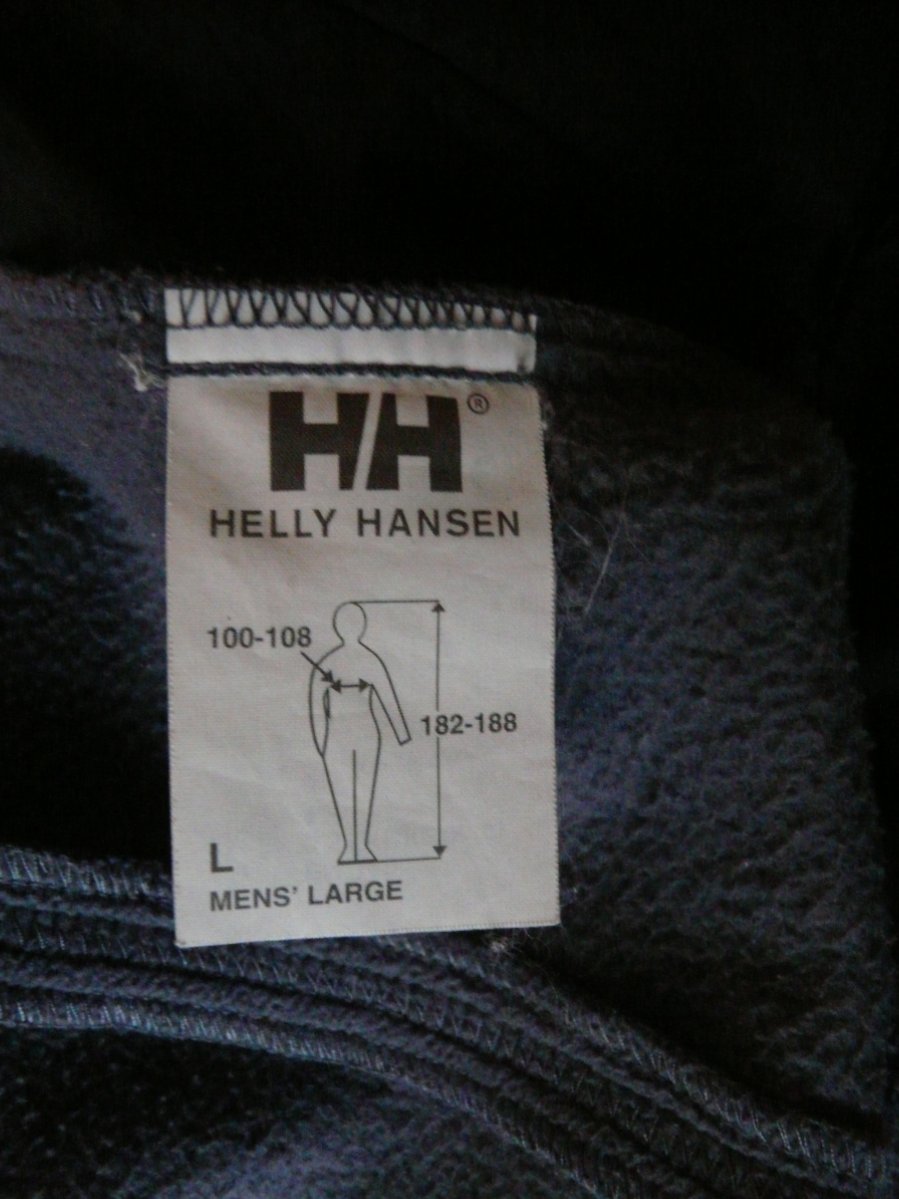 HH®
HELLY HANSEN
100-108
182-188
L
MENS' LARGE